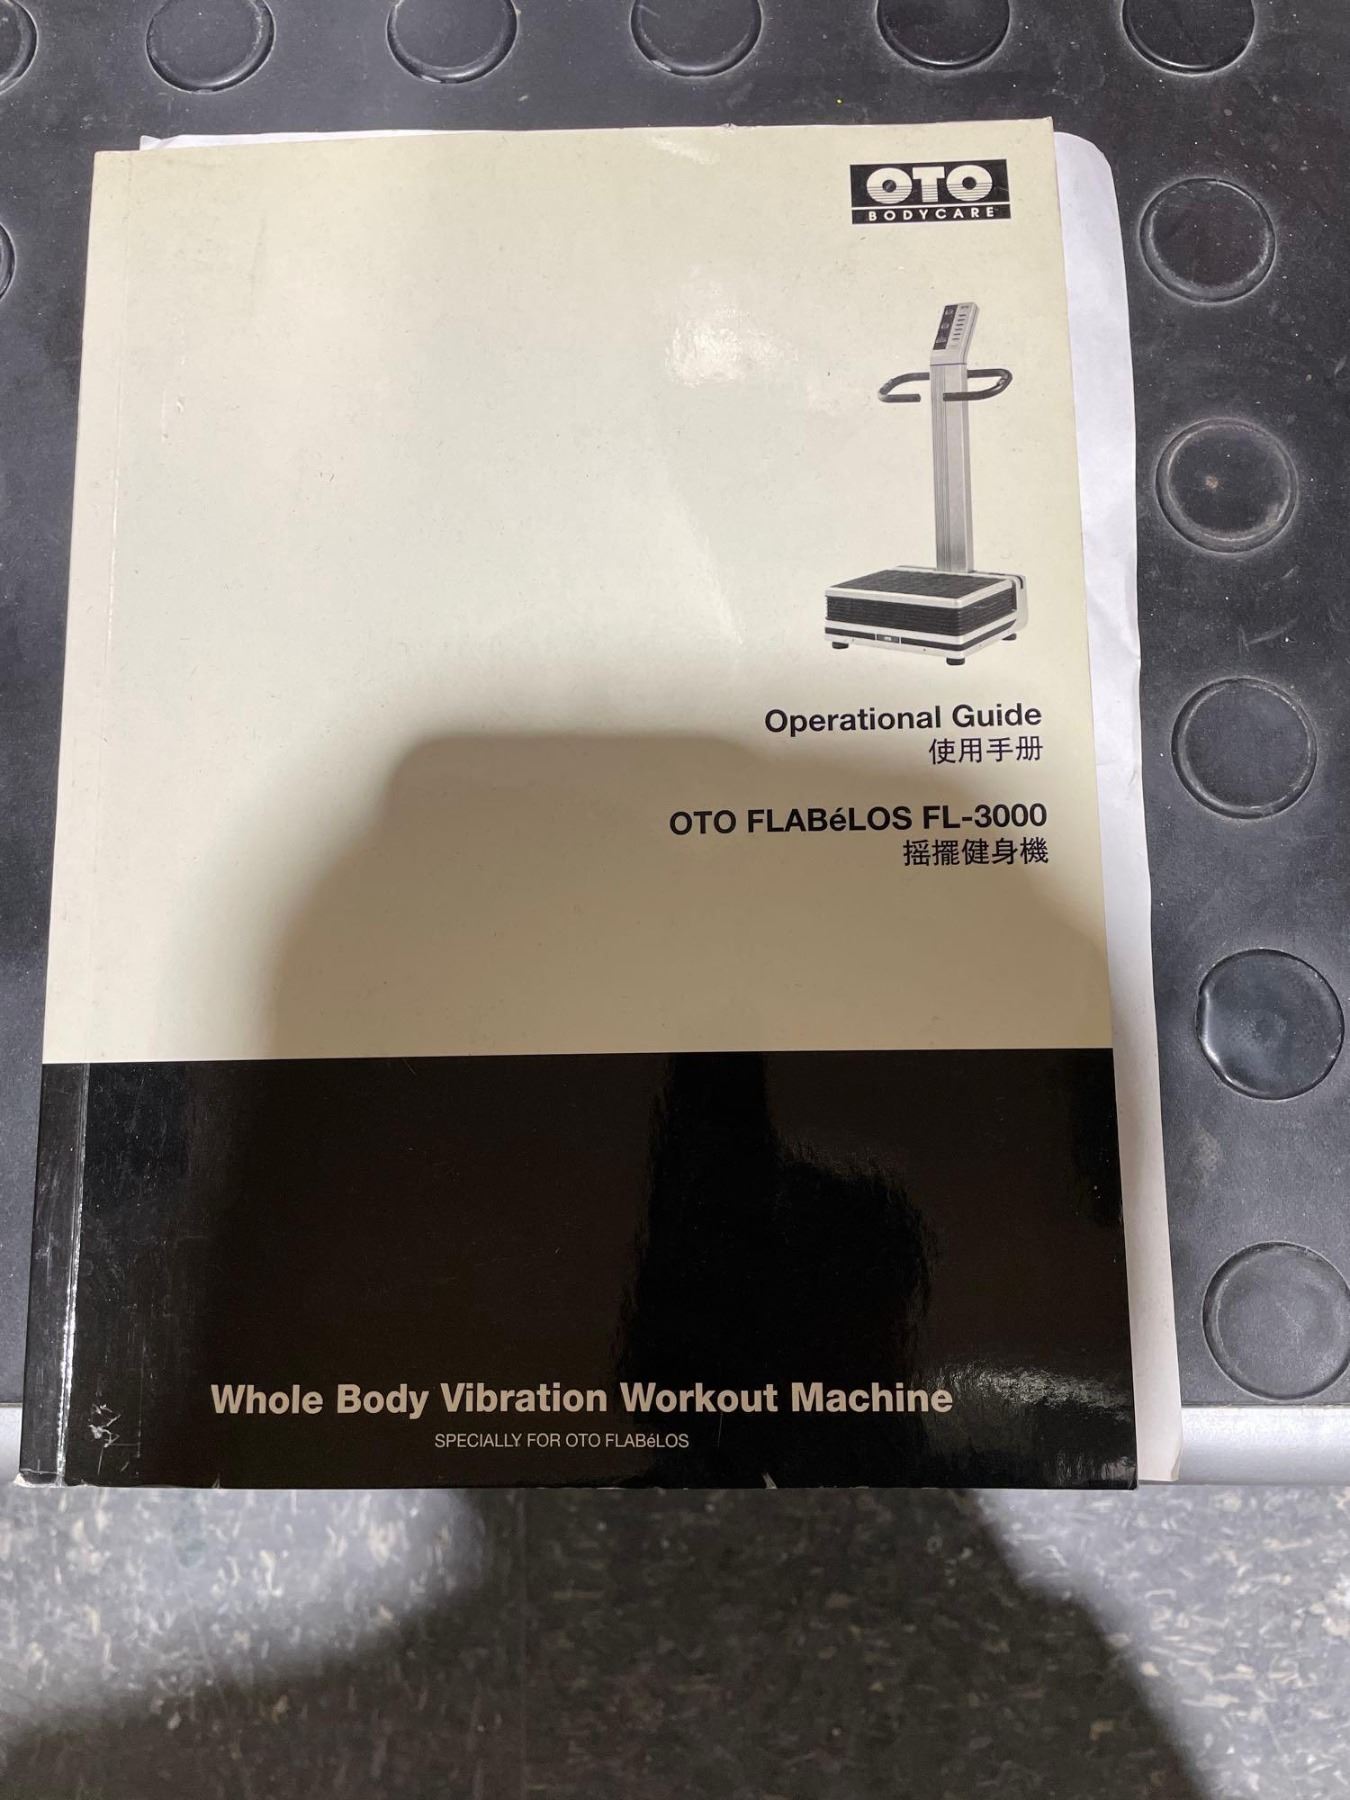 OTO
BODYCARE
Operational Guide
使用手册
OTO FLABéLOS FL-3000
摇擺健身機
Whole Body Vibration Workout Machine
SPECIALLY FOR OTO FLABéLOS